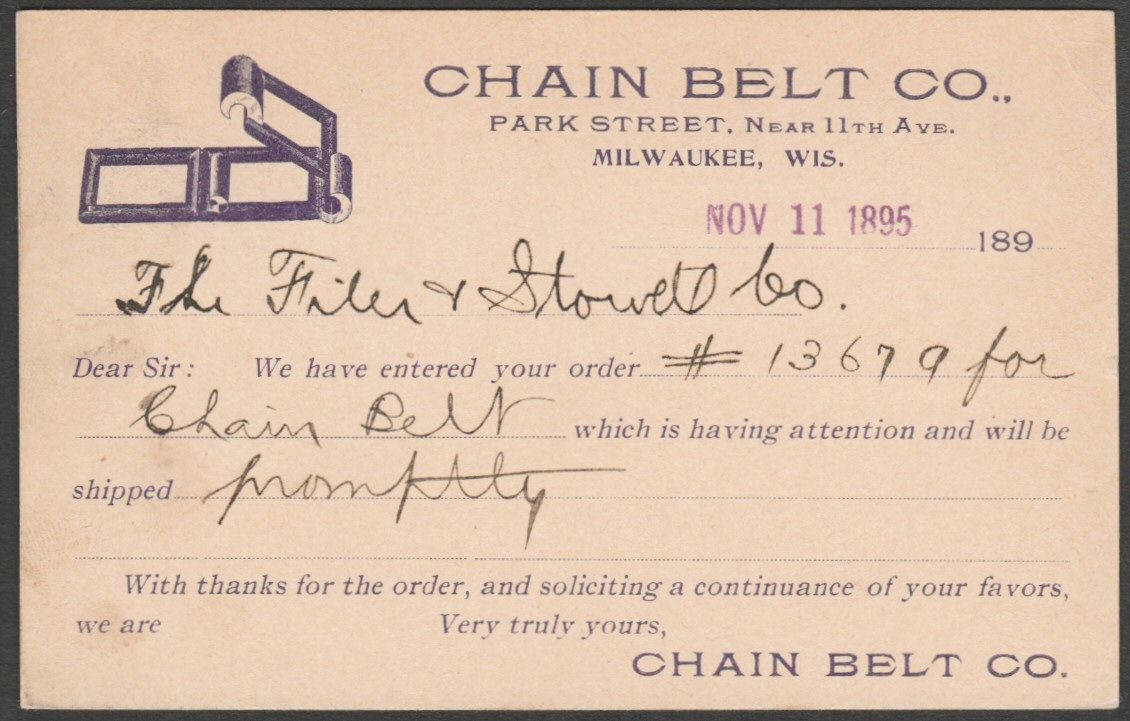 CHAIN BELT CO.,
PARK STREET, NEAR 11TH AVE.
MILWAUKEE, WIS.
NOV 11 1895 189
The Filer & Stowell Co.
Dear Sir: We have entered your order # 13679 for
Chain Belt which is having attention and will be
shipped promptly
With thanks for the order, and soliciting a continuance of your favors,
we are Very truly yours,
CHAIN BELT CO.